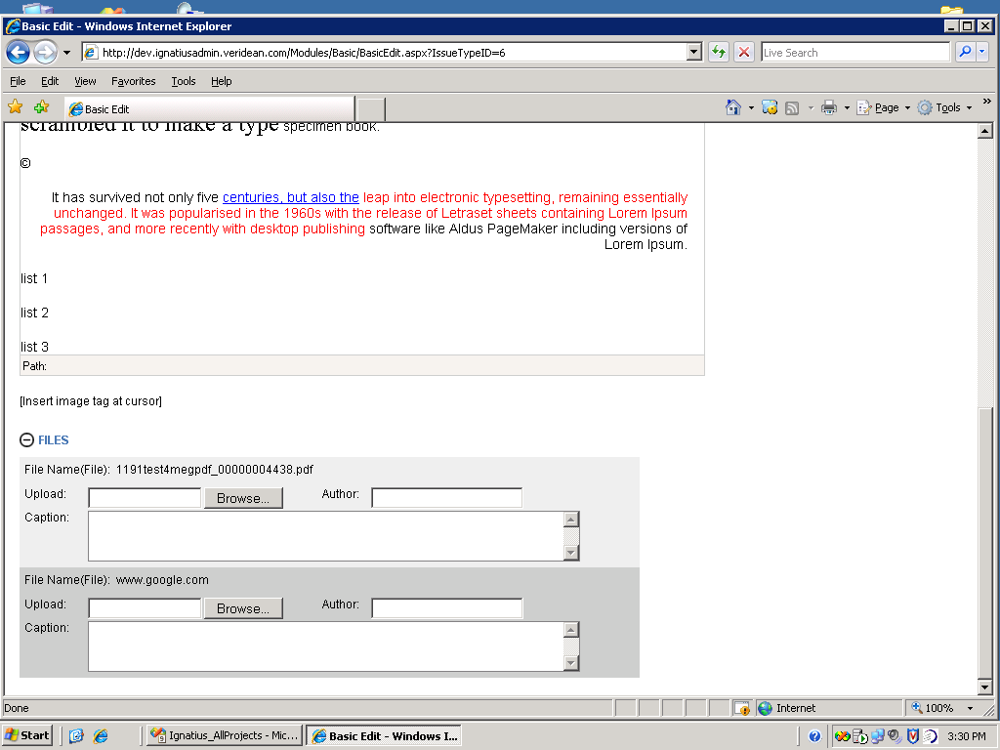 Basic Edit - Windows Internet Explorer
http://dev.ignatiusadmin.veridean.com/Modules/Basic/BasicEdit.aspx?IssueTypeID=6
Live Search
File Edit View Favorites Tools Help
Basic Edit
Page Tools
scrambled it to make a type specimen book.
©
It has survived not only five centuries, but also the leap into electronic typesetting, remaining essentially
unchanged. It was popularised in the 1960s with the release of Letraset sheets containing Lorem Ipsum
passages, and more recently with desktop publishing software like Aldus PageMaker including versions of
Lorem Ipsum.
list 1
list 2
list 3
Path:
[Insert image tag at cursor]
FILES
File Name(File): 1191test4megpdf_00000004438.pdf
Upload: Browse... Author:
Caption:
File Name(File): www.google.com
Upload: Browse... Author:
Caption:
Done Internet 100%
Start Ignatius_AllProjects - Mic... Basic Edit - Windows I... 3:30 PM